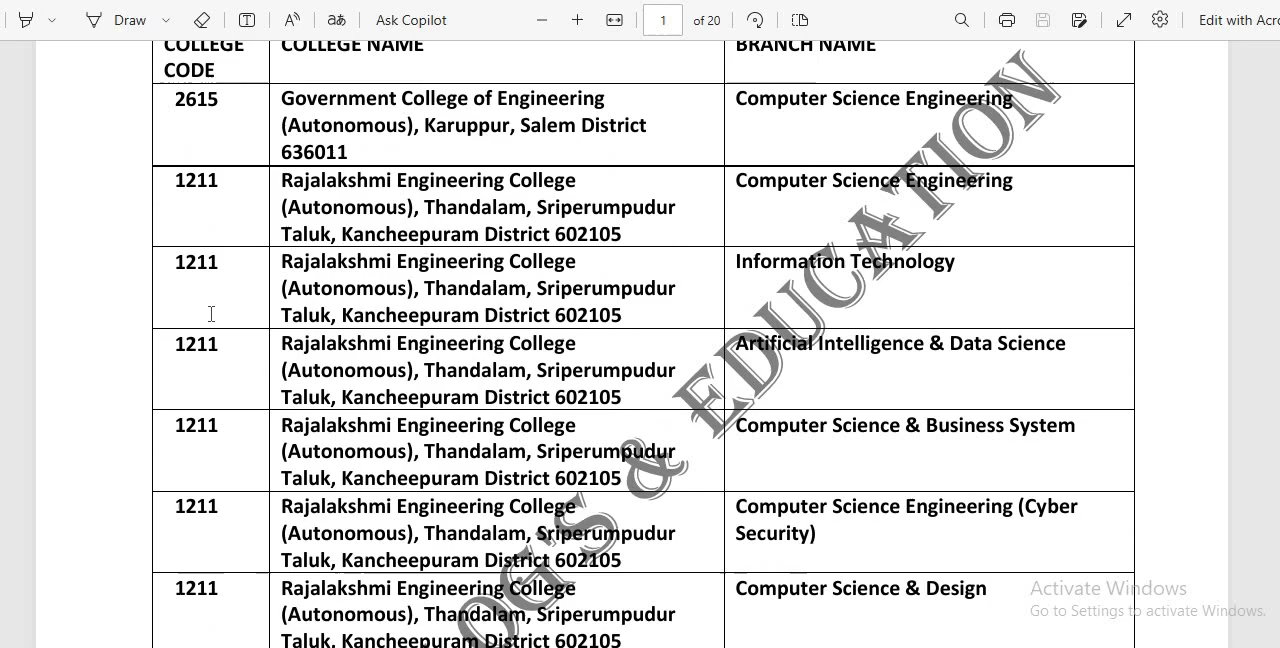 Draw
A
aあ
Ask Copilot
1
of 20
Edit with Acro
COLLEGE
CODE
COLLEGE NAME
BRANCH NAME
2615
Government College of Engineering
(Autonomous), Karuppur, Salem District
636011
Computer Science Engineering
1211
Rajalakshmi Engineering College
(Autonomous), Thandalam, Sriperumpudur
Taluk, Kancheepuram District 602105
Computer Science Engineering
1211
Rajalakshmi Engineering College
(Autonomous), Thandalam, Sriperumpudur
Taluk, Kancheepuram District 602105
Information Technology
1211
Rajalakshmi Engineering College
(Autonomous), Thandalam, Sriperumpudur
Taluk, Kancheepuram District 602105
Artificial Intelligence & Data Science
1211
Rajalakshmi Engineering College
(Autonomous), Thandalam, Sriperumpudur
Taluk, Kancheepuram District 602105
Computer Science & Business System
1211
Rajalakshmi Engineering College
(Autonomous), Thandalam, Sriperumpudur
Taluk, Kancheepuram District 602105
Computer Science Engineering (Cyber
Security)
1211
Rajalakshmi Engineering College
(Autonomous), Thandalam, Sriperumpudur
Taluk, Kancheepuram District 602105
Computer Science & Design
OG'S & EDUCATION
Activate Windows
Go to Settings to activate Windows.